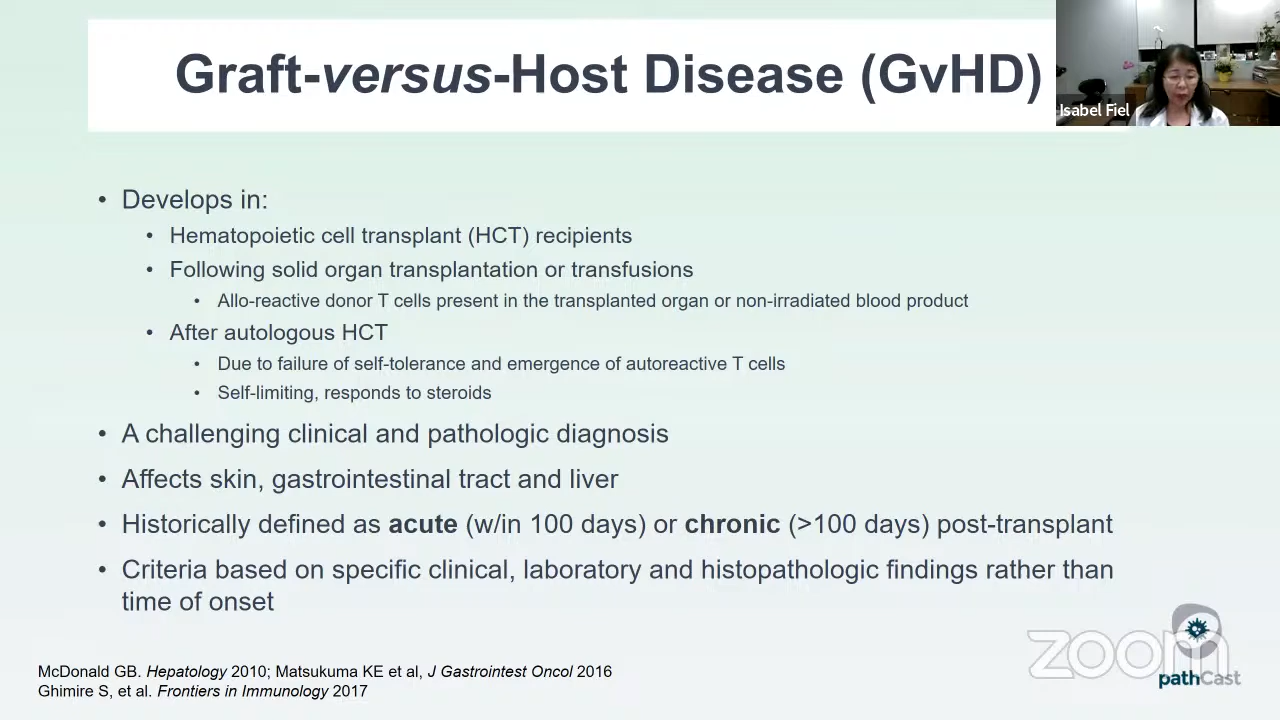 Graft-versus-Host Disease (GvHD)
Isabel Fiel
• Develops in:
• Hematopoietic cell transplant (HCT) recipients
• Following solid organ transplantation or transfusions
• Allo-reactive donor T cells present in the transplanted organ or non-irradiated blood product
• After autologous HCT
• Due to failure of self-tolerance and emergence of autoreactive T cells
• Self-limiting, responds to steroids
• A challenging clinical and pathologic diagnosis
• Affects skin, gastrointestinal tract and liver
• Historically defined as acute (w/in 100 days) or chronic (>100 days) post-transplant
• Criteria based on specific clinical, laboratory and histopathologic findings rather than
time of onset
zoom
pathCast
McDonald GB. Hepatology 2010; Matsukuma KE et al, J Gastrointest Oncol 2016
Ghimire S, et al. Frontiers in Immunology 2017